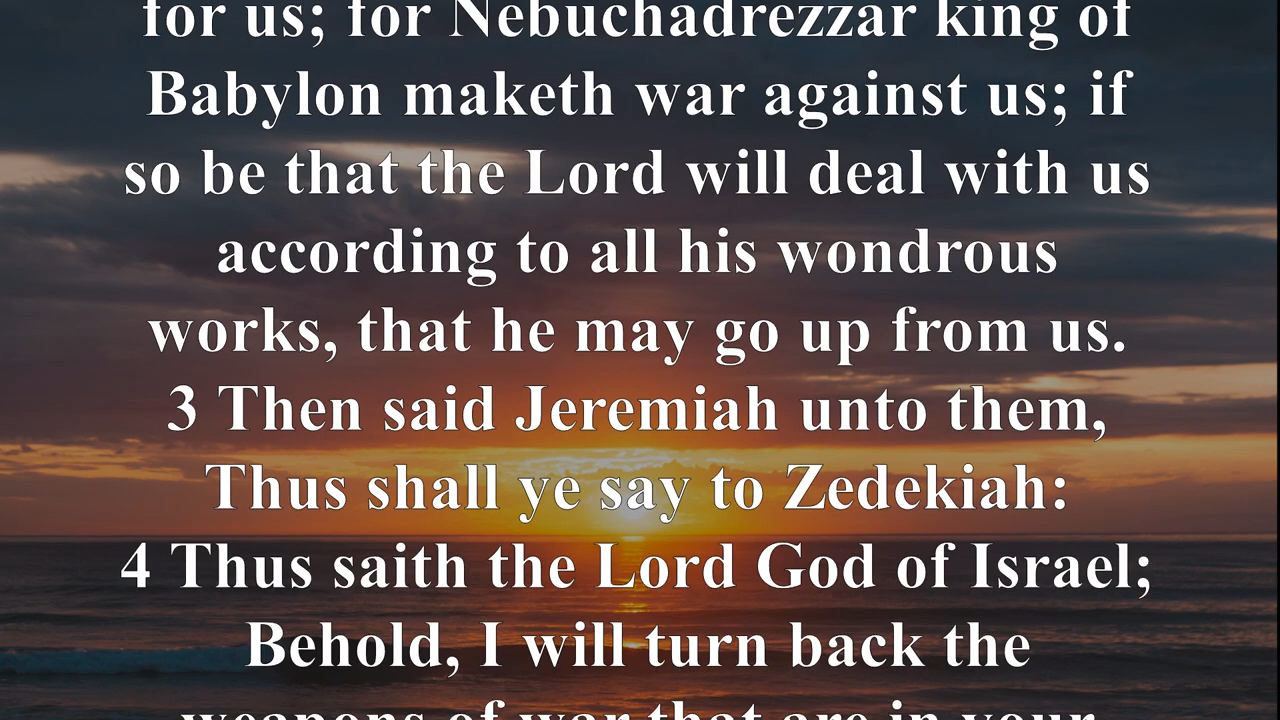 for us; for Nebuchadrezzar king of
Babylon maketh war against us; if
so be that the Lord will deal with us
according to all his wondrous
works, that he may go up from us.
3 Then said Jeremiah unto them,
Thus shall ye say to Zedekiah:
4 Thus saith the Lord God of Israel;
Behold, I will turn back the
weapons of war that are in your